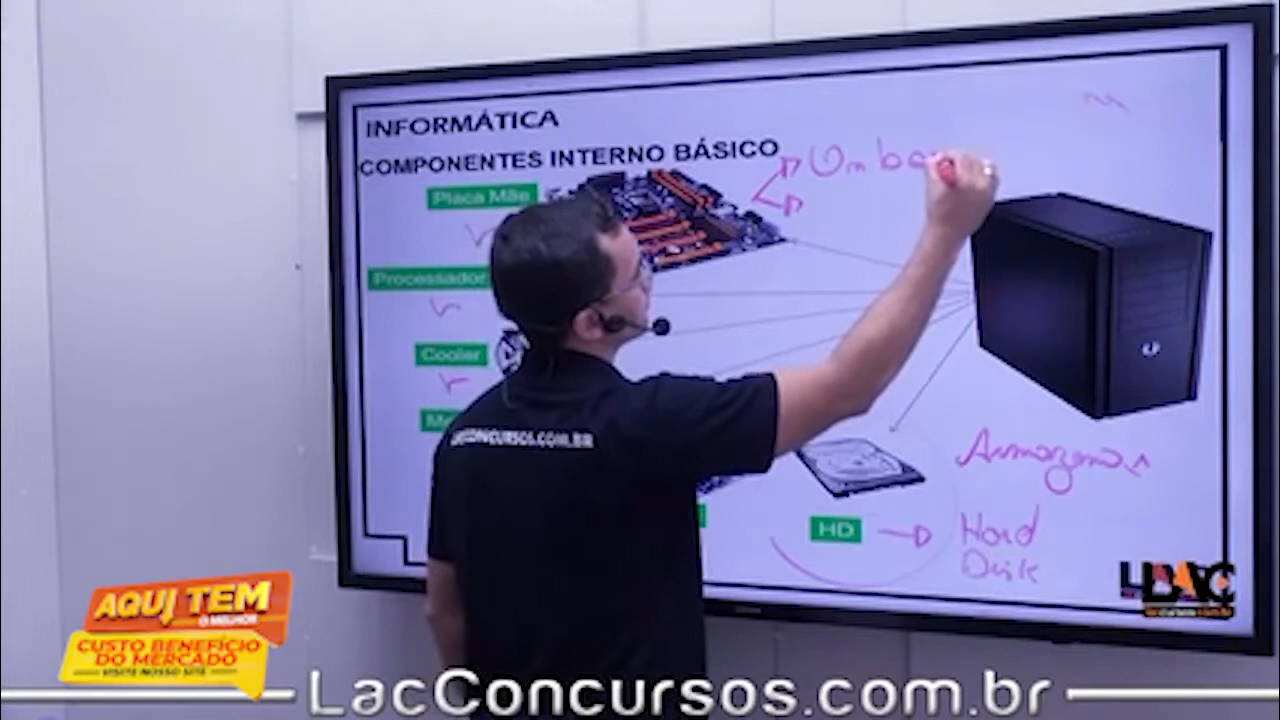 INFORMÁTICA
COMPONENTES INTERNO BÁSICO
Placa Mãe
Processador
Cooler
HD
Hard
Disk
LACCONCURSOS.COM.BR
AQUI TEM
O MELHOR
CUSTO BENEFÍCIO
DO MERCADO
VISITE NOSSO SITE
LAC
LacConcursos.com.br